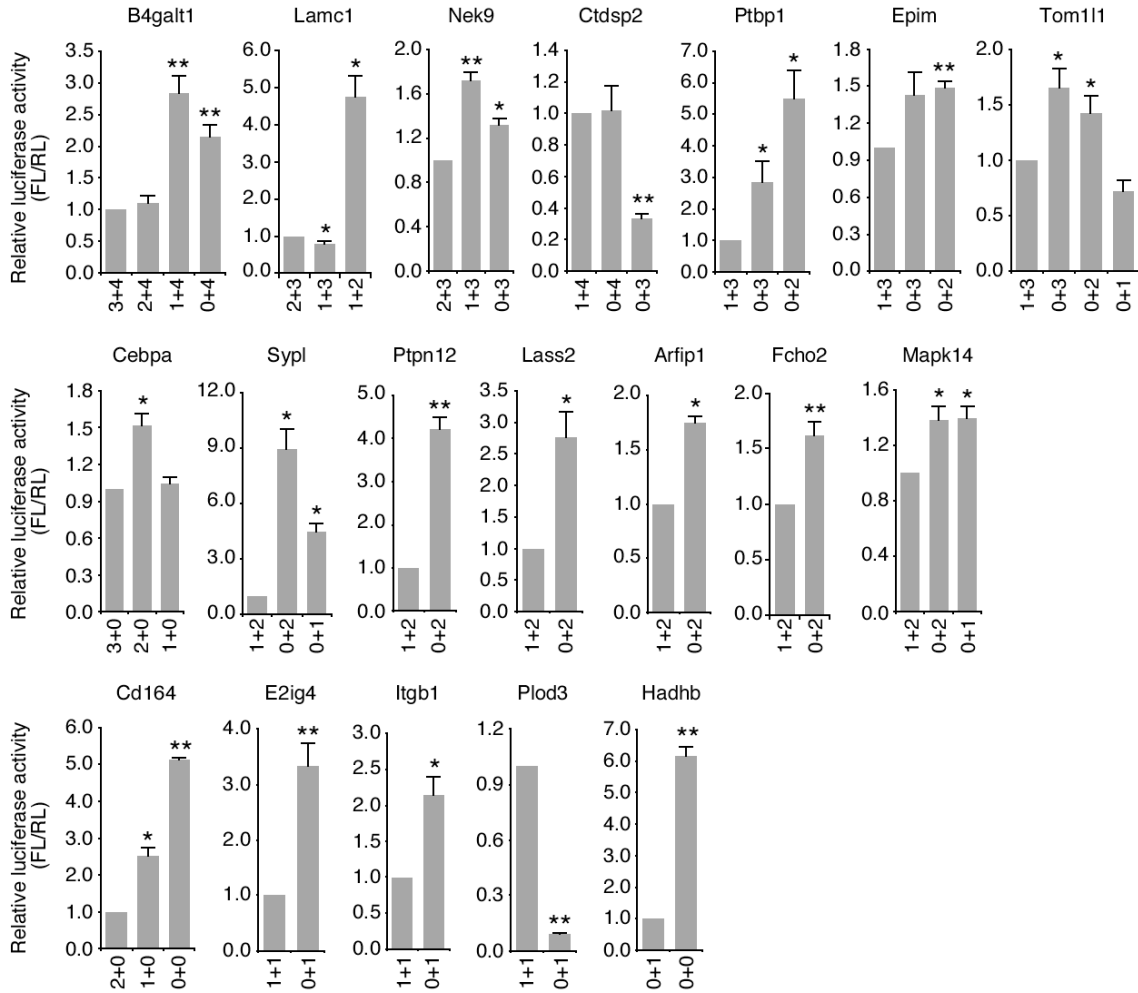 B4galt1 Lamc1 Nek9 Ctdsp2 Ptbp1 Epim Tom1l1
Relative luciferase activity
(FL/RL)
3.5 3.0 2.5 2.0 1.5 1.0 0.5 0.0
** **
3+4 2+4 1+4 0+4
6.0 5.0 4.0 3.0 2.0 1.0 0.0
* *
2+3 1+3 1+2
2.0 1.6 1.2 0.8 0.4 0.0
** *
2+3 1+3 0+3
1.4 1.2 1.0 0.8 0.6 0.4 0.2 0.0
**
1+4 0+4 0+3
7.0 6.0 5.0 4.0 3.0 2.0 1.0 0.0
* *
1+3 0+3 0+2
1.8 1.5 1.2 0.9 0.6 0.3 0.0
**
1+3 0+3 0+2
2.0 1.5 1.0 0.5 0.0
* *
1+3 0+3 0+2 0+1
Cebpa Sypl Ptpn12 Lass2 Arfip1 Fcho2 Mapk14
Relative luciferase activity
(FL/RL)
1.8 1.5 1.2 0.9 0.6 0.3 0.0
*
3+0 2+0 1+0
12.0 9.0 6.0 3.0 0.0
* *
1+2 0+2 0+1
5.0 4.0 3.0 2.0 1.0 0.0
**
1+2 0+2
3.5 3.0 2.5 2.0 1.5 1.0 0.5 0.0
*
1+2 0+2
2.0 1.5 1.0 0.5 0.0
*
1+2 0+2
2.0 1.5 1.0 0.5 0.0
**
1+2 0+2
1.6 1.2 0.8 0.4 0.0
* *
1+2 0+2 0+1
Cd164 E2ig4 Itgb1 Plod3 Hadhb
Relative luciferase activity
(FL/RL)
6.0 5.0 4.0 3.0 2.0 1.0 0.0
* **
2+0 1+0 0+0
4.0 3.0 2.0 1.0 0.0
**
1+1 0+1
3.0 2.5 2.0 1.5 1.0 0.5 0.0
*
1+1 0+1
1.2 0.9 0.6 0.3 0.0
**
1+1 0+1
7.0 6.0 5.0 4.0 3.0 2.0 1.0 0.0
**
0+1 0+0